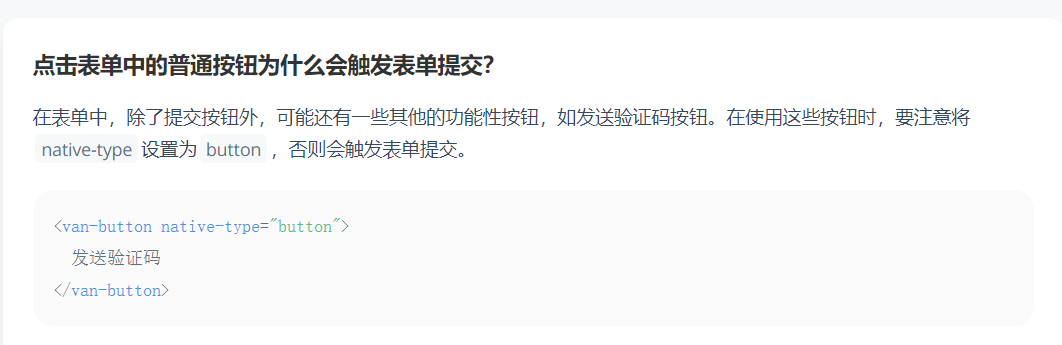 点击表单中的普通按钮为什么会触发表单提交？
在表单中，除了提交按钮外，可能还有一些其他的功能性按钮，如发送验证码按钮。在使用这些按钮时，要注意将
native-type 设置为 button ，否则会触发表单提交。
<van-button native-type="button">
  发送验证码
</van-button>